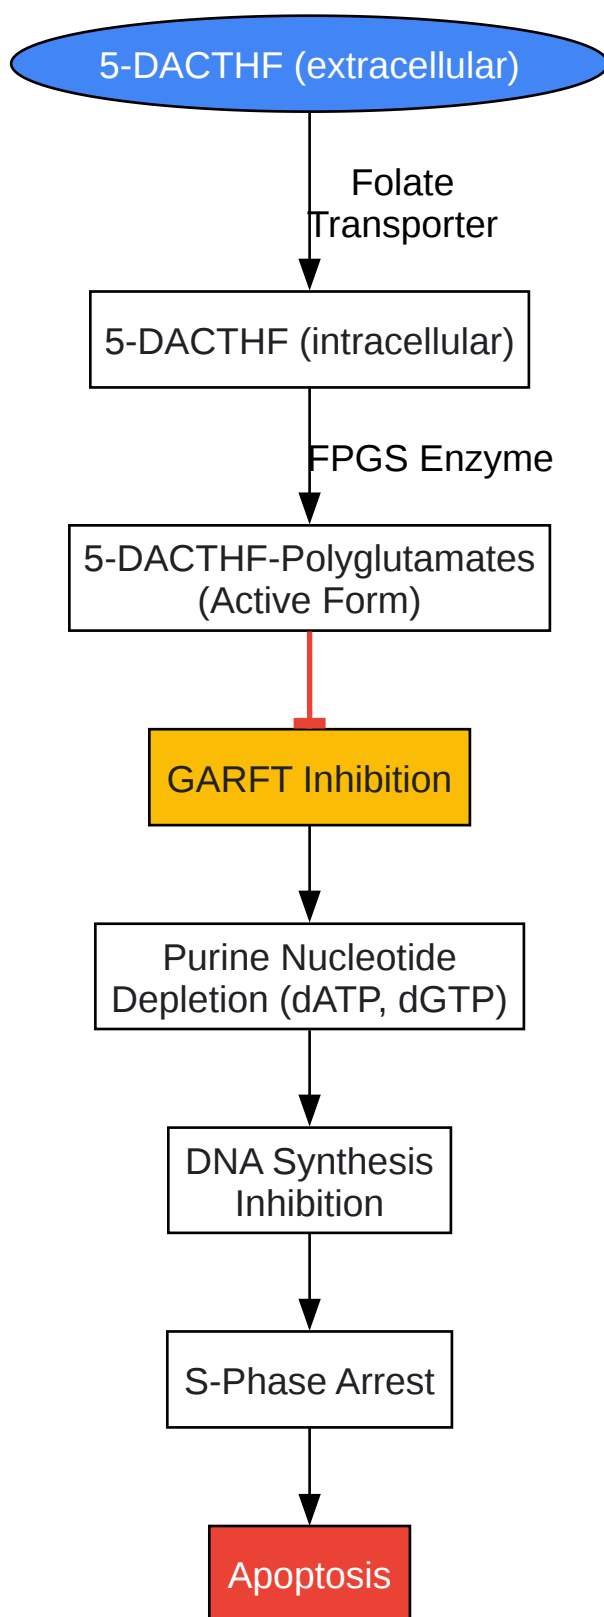 5-DACTHF (extracellular)
Folate
Transporter
5-DACTHF (intracellular)
FPGS Enzyme
5-DACTHF-Polyglutamates
(Active Form)
GARFT Inhibition
Purine Nucleotide
Depletion (dATP, dGTP)
DNA Synthesis
Inhibition
S-Phase Arrest
Apoptosis